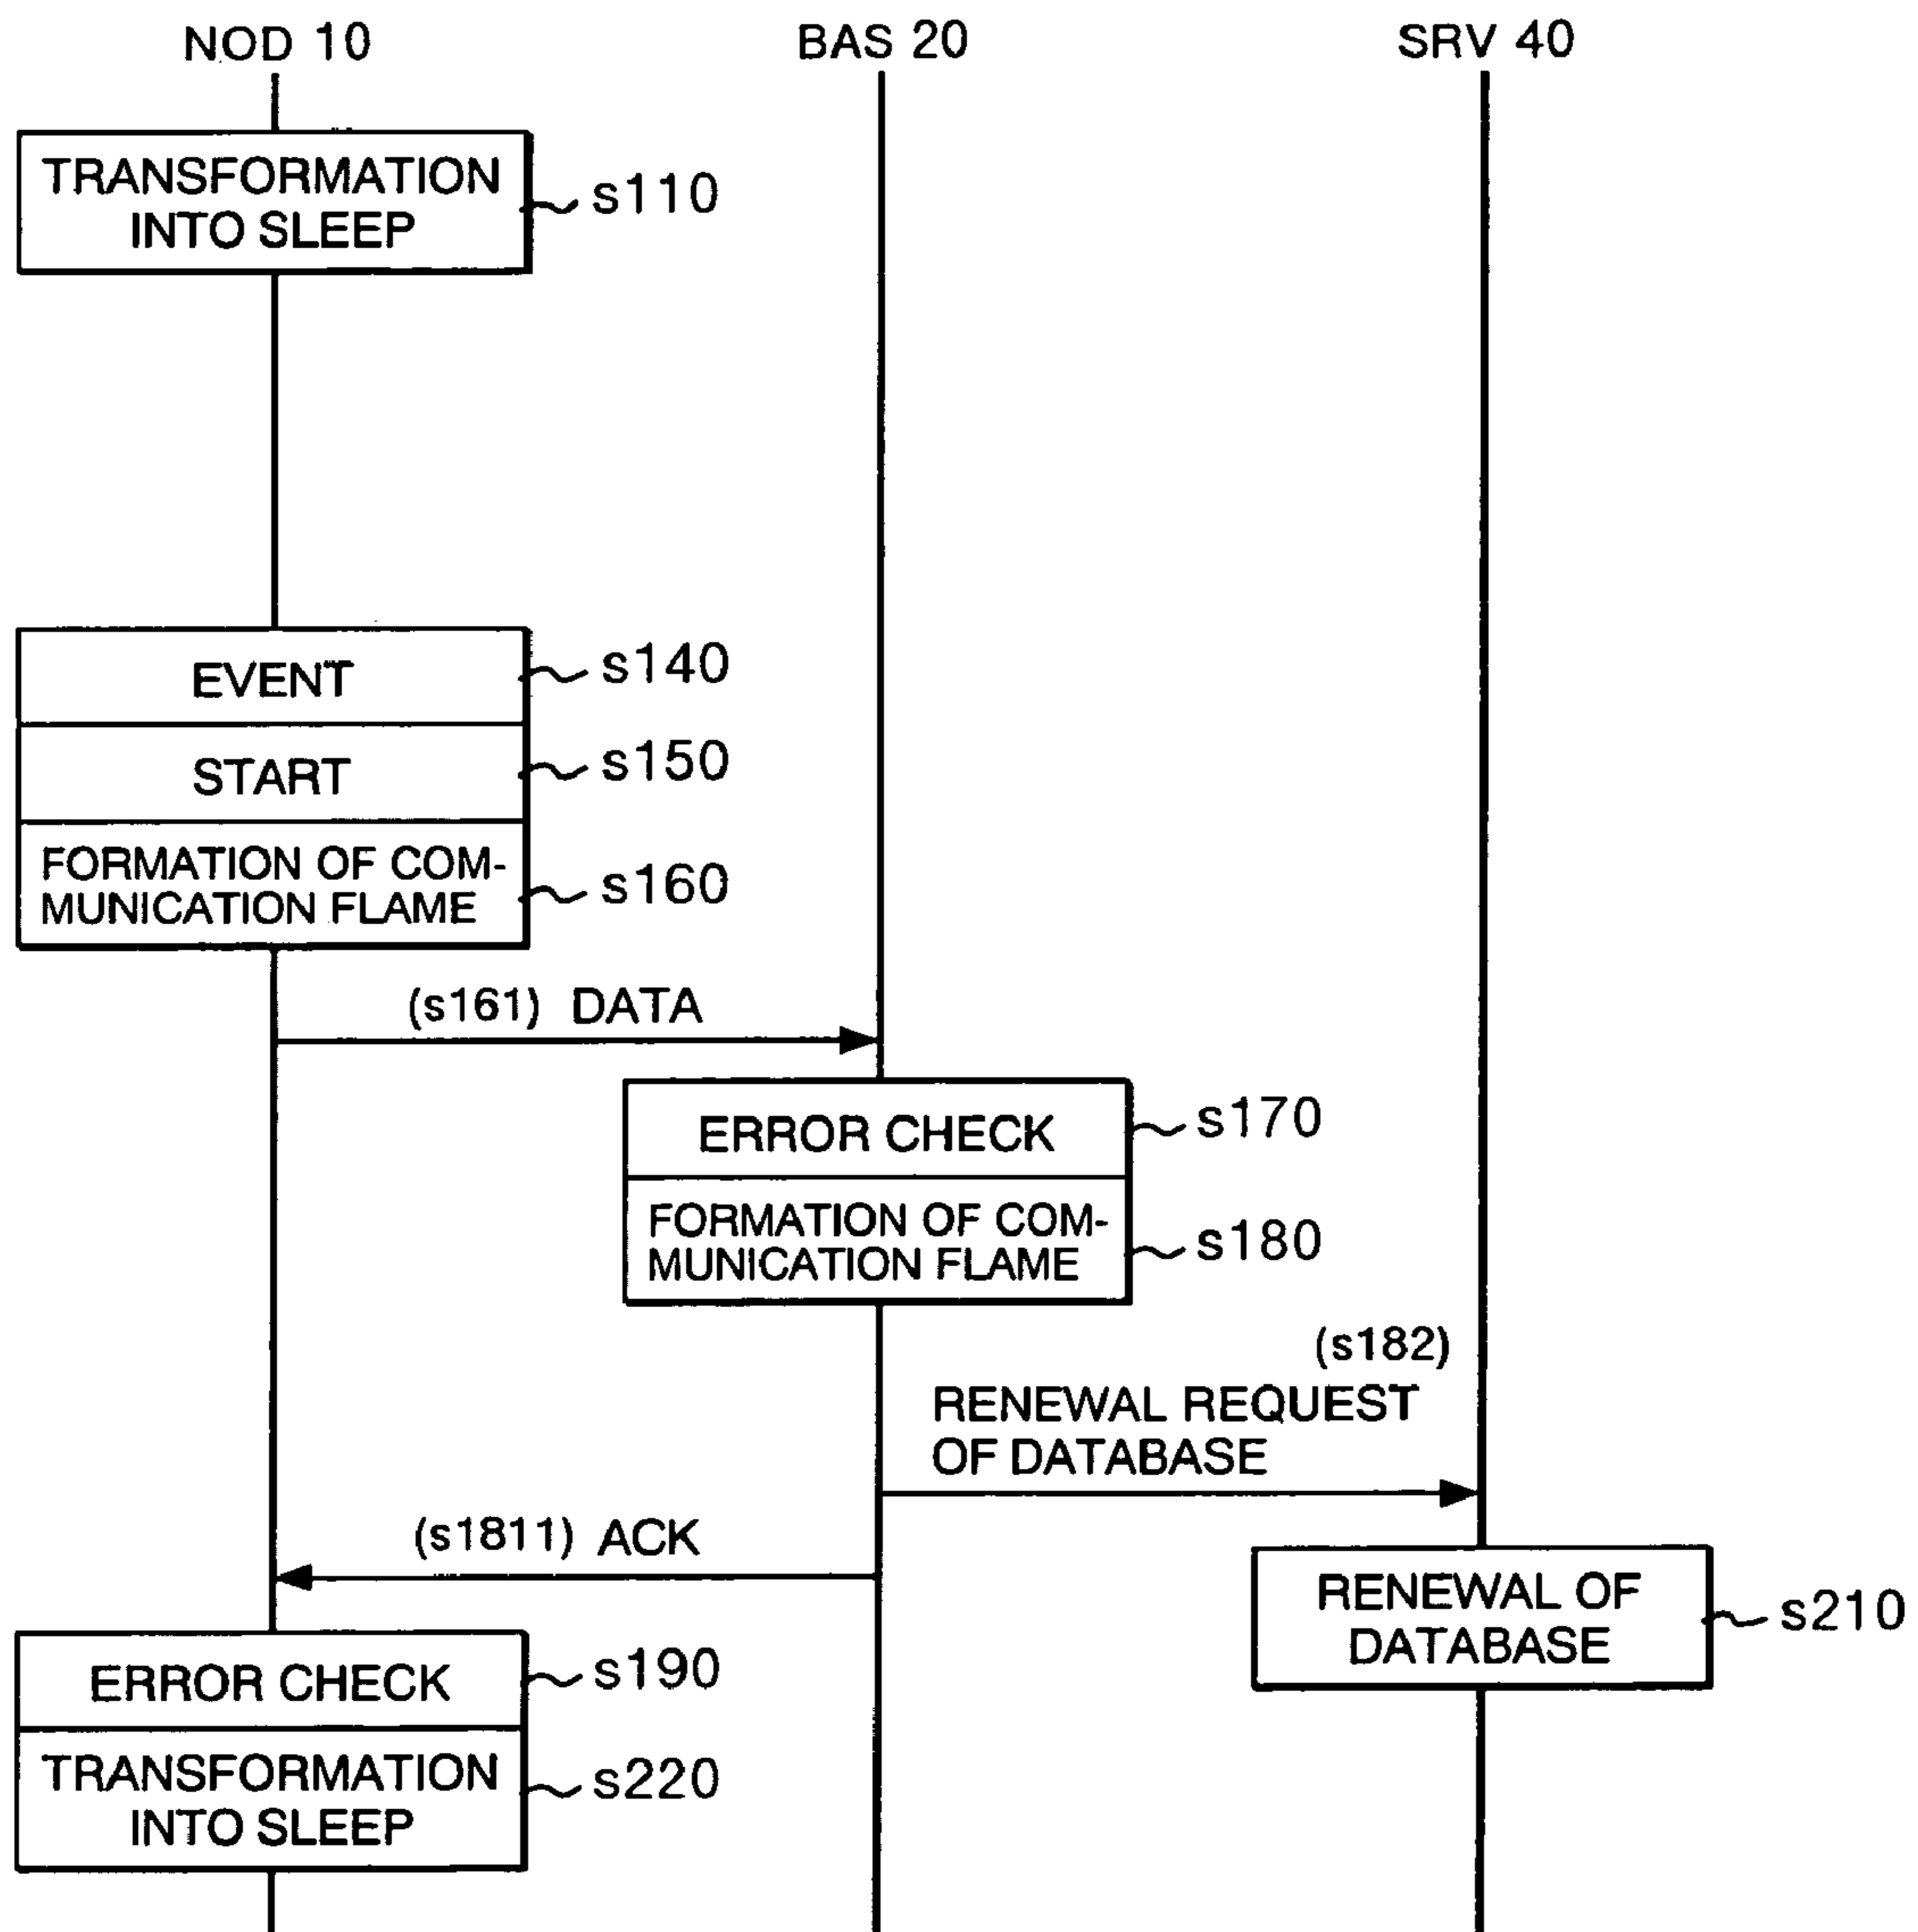 NOD 10
BAS 20
SRV 40
TRANSFORMATION
INTO SLEEP
s110
EVENT
s140
START
s150
FORMATION OF COM-
MUNICATION FLAME
s160
(s161) DATA
ERROR CHECK
s170
FORMATION OF COM-
MUNICATION FLAME
s180
(s182)
RENEWAL REQUEST
OF DATABASE
(s1811) ACK
RENEWAL OF
DATABASE
s210
ERROR CHECK
s190
TRANSFORMATION
INTO SLEEP
s220